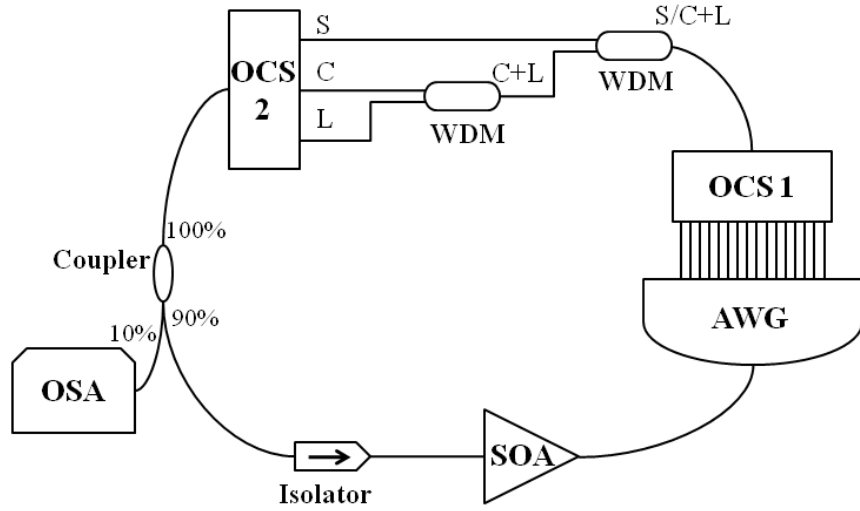 S
S/C+L
OCS
2
C
C+L
WDM
L
WDM
OCS 1
100%
Coupler
10%
90%
AWG
OSA
SOA
Isolator